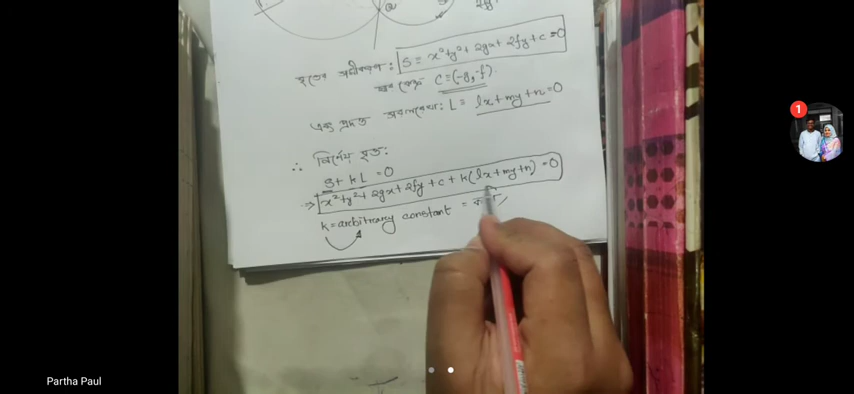 বৃত্তের সমীকরণ: S = x²+y²+2gx+2fy+c=0
যার কেন্দ্র C=(-g,-f).
এবং প্রদত্ত সরলরেখা: L = lx+my+n=0
∴ নির্ণেয় বৃত্ত:
S + kL = 0
⇒ x²+y²+2gx+2fy+c+k(lx+my+n)=0
k=arbitrary constant =
Partha Paul
1